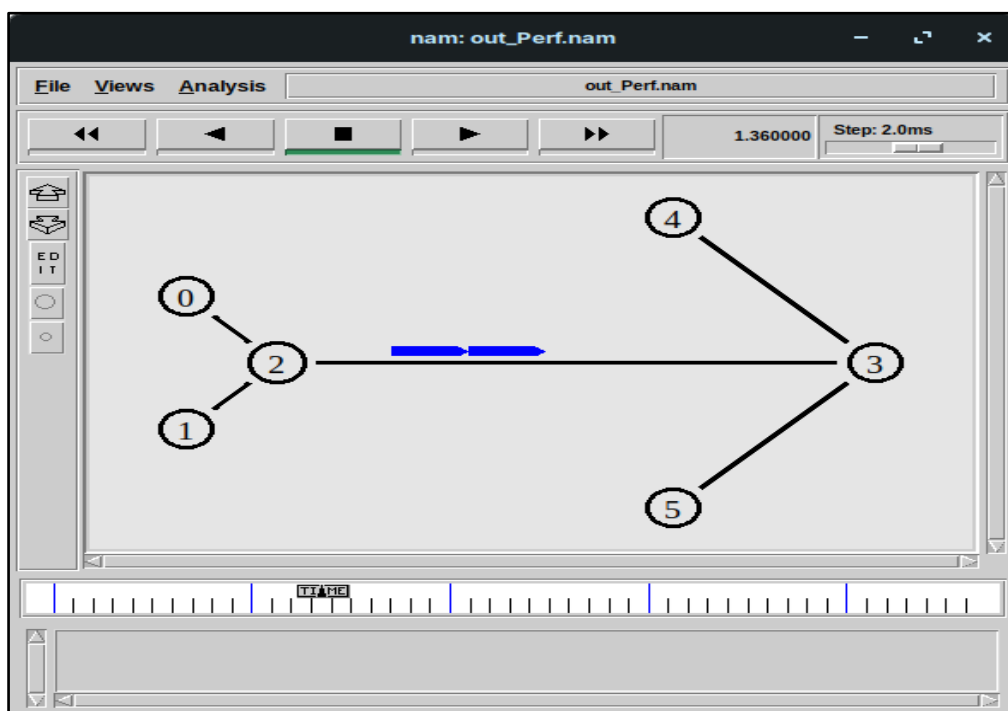 nam: out_Perf.nam
File Views Analysis out_Perf.nam
1.360000 Step: 2.0ms
ED
IT
4
0
2
3
1
5
TIME